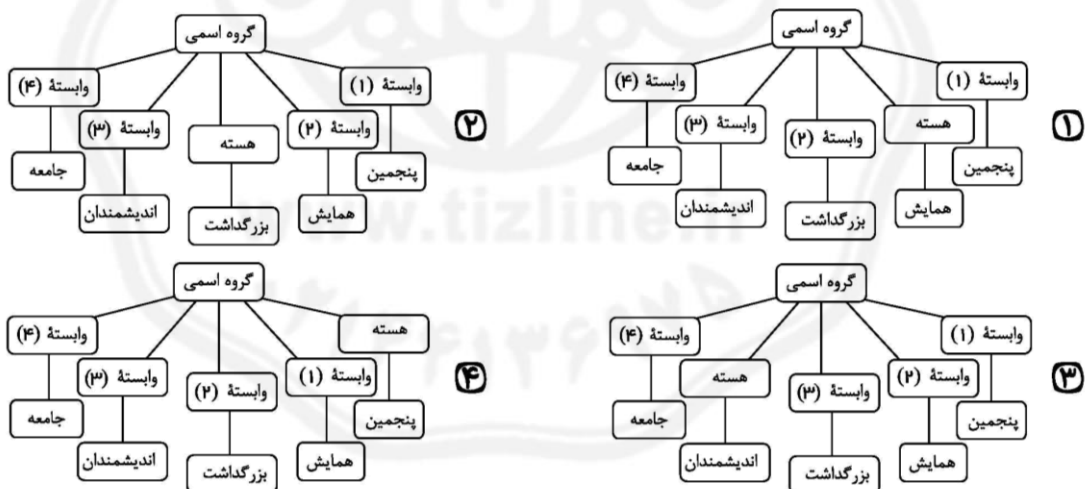 ۱
گروه اسمی
وابستهٔ (۱)
هسته
وابستهٔ (۲)
وابستهٔ (۳)
وابستهٔ (۴)
پنجمین
همایش
بزرگداشت
اندیشمندان
جامعه
۲
گروه اسمی
وابستهٔ (۱)
وابستهٔ (۲)
هسته
وابستهٔ (۳)
وابستهٔ (۴)
پنجمین
همایش
بزرگداشت
اندیشمندان
جامعه
۳
گروه اسمی
وابستهٔ (۱)
وابستهٔ (۲)
وابستهٔ (۳)
هسته
وابستهٔ (۴)
پنجمین
همایش
بزرگداشت
اندیشمندان
جامعه
۴
گروه اسمی
هسته
وابستهٔ (۱)
وابستهٔ (۲)
وابستهٔ (۳)
وابستهٔ (۴)
پنجمین
همایش
بزرگداشت
اندیشمندان
جامعه
www.tizline.ir